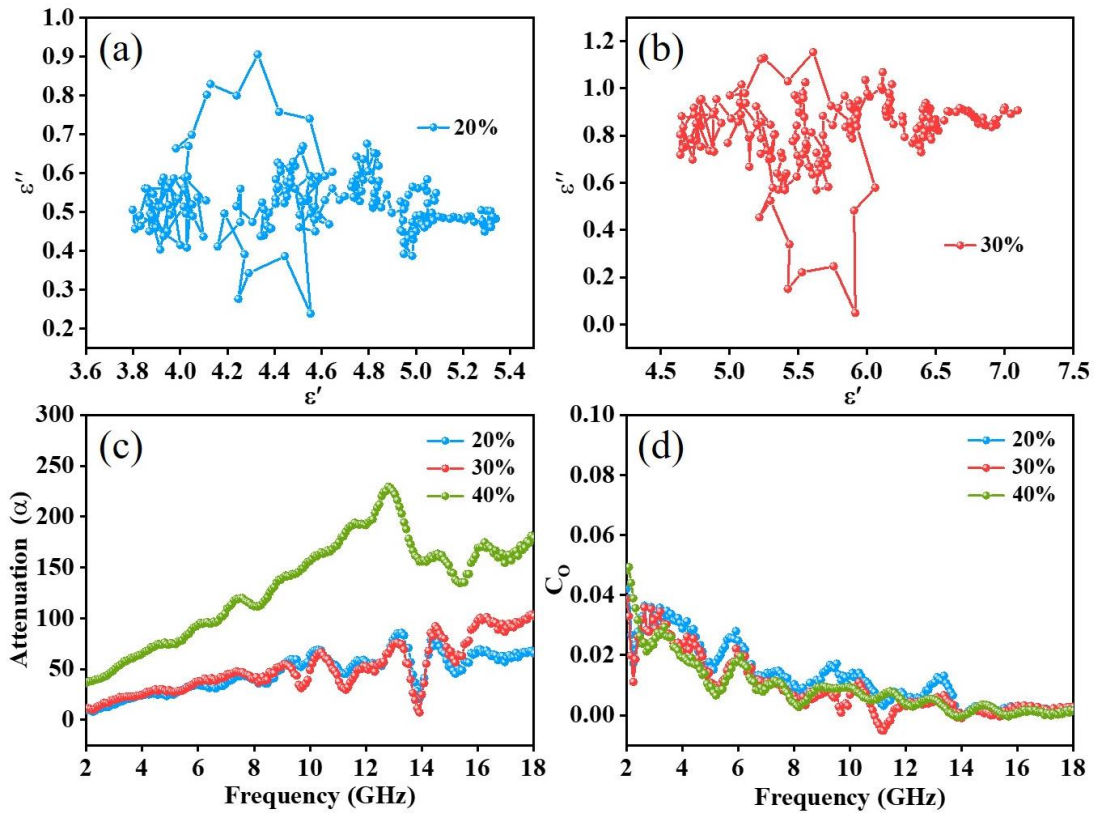 (a)
ε″
1.0
0.9
0.8
0.7
0.6
0.5
0.4
0.3
0.2
20%
3.6 3.8 4.0 4.2 4.4 4.6 4.8 5.0 5.2 5.4
ε′
(b)
ε″
1.2
1.0
0.8
0.6
0.4
0.2
0.0
30%
4.5 5.0 5.5 6.0 6.5 7.0 7.5
ε′
(c)
Attenuation (α)
300
250
200
150
100
50
0
20%
30%
40%
2 4 6 8 10 12 14 16 18
Frequency (GHz)
(d)
C₀
0.10
0.08
0.06
0.04
0.02
0.00
20%
30%
40%
2 4 6 8 10 12 14 16 18
Frequency (GHz)